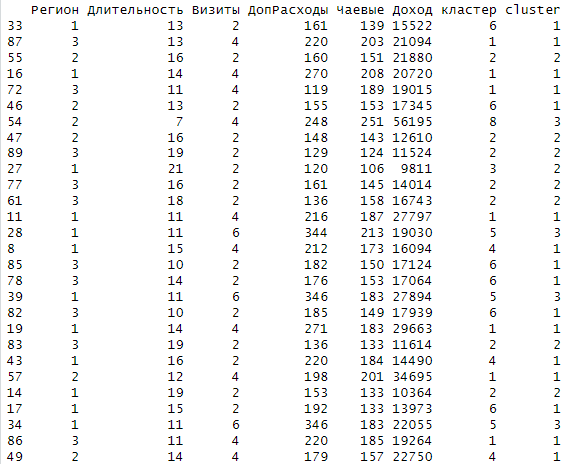 Регион Длительность Визиты ДопРасходы Чаевые Доход кластер cluster
33 1 13 2 161 139 15522 6 1
87 3 13 4 220 203 21094 1 1
55 2 16 2 160 151 21880 2 2
16 1 14 4 270 208 20720 1 1
72 3 11 4 119 189 19015 1 1
46 2 13 2 155 153 17345 6 1
54 2 7 4 248 251 56195 8 3
47 2 16 2 148 143 12610 2 2
89 3 19 2 129 124 11524 2 2
27 1 21 2 120 106 9811 3 2
77 3 16 2 161 145 14014 2 2
61 3 18 2 136 158 16743 2 2
11 1 11 4 216 187 27797 1 1
28 1 11 6 344 213 19030 5 3
8 1 15 4 212 173 16094 4 1
85 3 10 2 182 150 17124 6 1
78 3 14 2 176 153 17064 6 1
39 1 11 6 346 183 27894 5 3
82 3 10 2 185 149 17939 6 1
19 1 14 4 271 183 29663 1 1
83 3 19 2 136 133 11614 2 2
43 1 16 2 220 184 14490 4 1
57 2 12 4 198 201 34695 1 1
14 1 19 2 153 133 10364 2 2
17 1 15 2 192 133 13973 6 1
34 1 11 6 346 183 22055 5 3
86 3 11 4 220 185 19264 1 1
49 2 14 4 179 157 22750 4 1